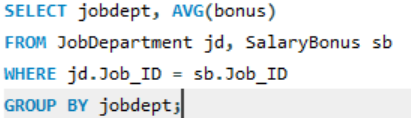 SELECT jobdept, AVG(bonus)
FROM JobDepartment jd, SalaryBonus sb
WHERE jd.Job_ID = sb.Job_ID
GROUP BY jobdept;